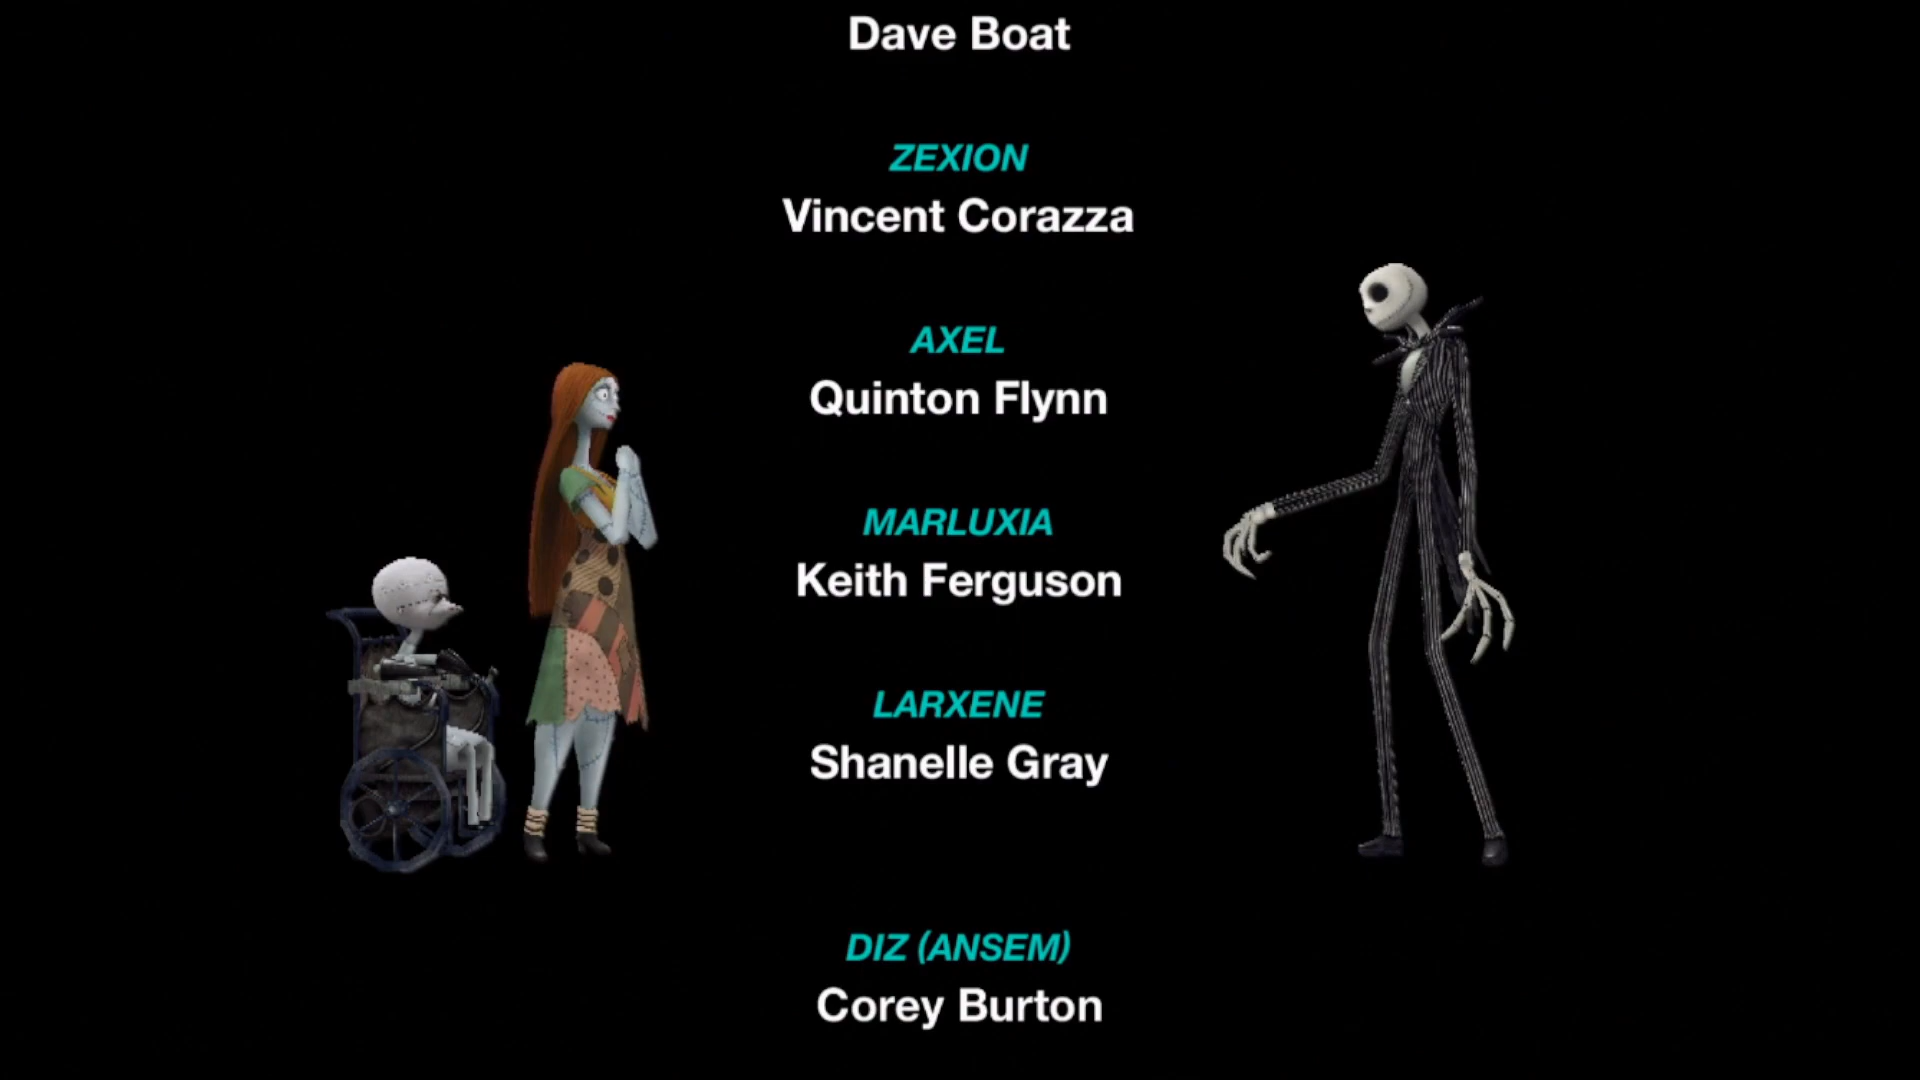 Dave Boat
ZEXION
Vincent Corazza
AXEL
Quinton Flynn
MARLUXIA
Keith Ferguson
LARXENE
Shanelle Gray
DIZ (ANSEM)
Corey Burton